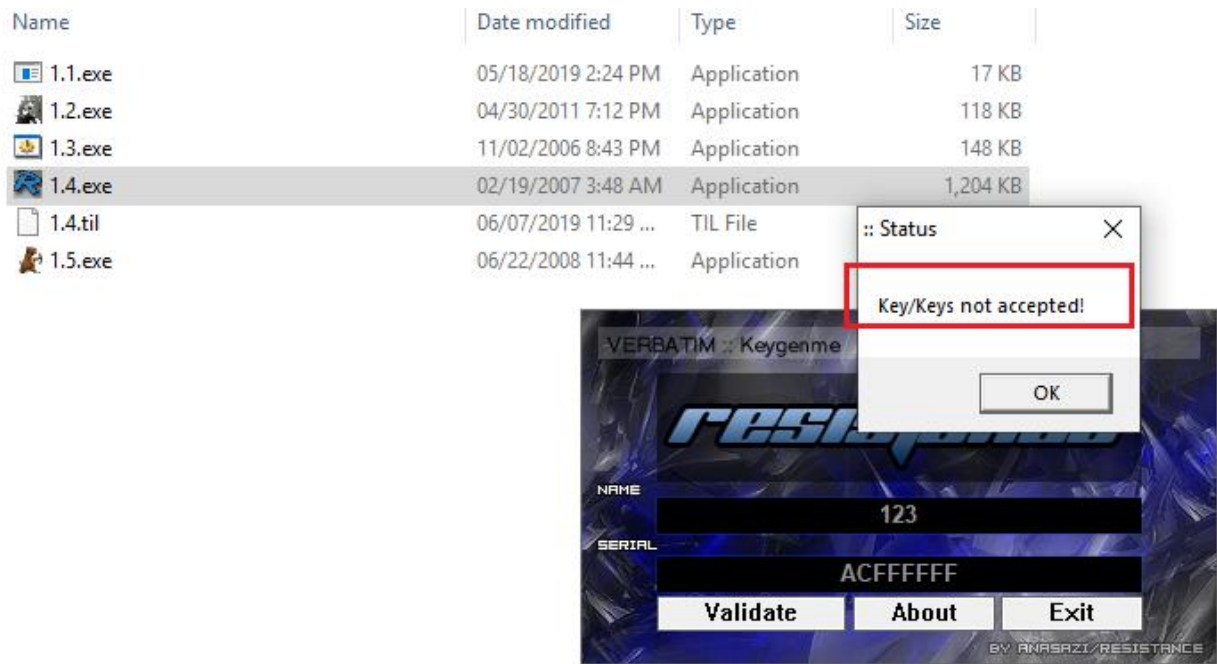 Name Date modified Type Size
1.1.exe 05/18/2019 2:24 PM Application 17 KB
1.2.exe 04/30/2011 7:12 PM Application 118 KB
1.3.exe 11/02/2006 8:43 PM Application 148 KB
1.4.exe 02/19/2007 3:48 AM Application 1,204 KB
1.4.til 06/07/2019 11:29 ... TIL File
1.5.exe 06/22/2008 11:44 ... Application
:: Status
Key/Keys not accepted!
OK
VERBATIM :: Keygenme
NAME
123
SERIAL
ACFFFFFF
Validate About Exit
BY ANASAZI/RESISTANCE